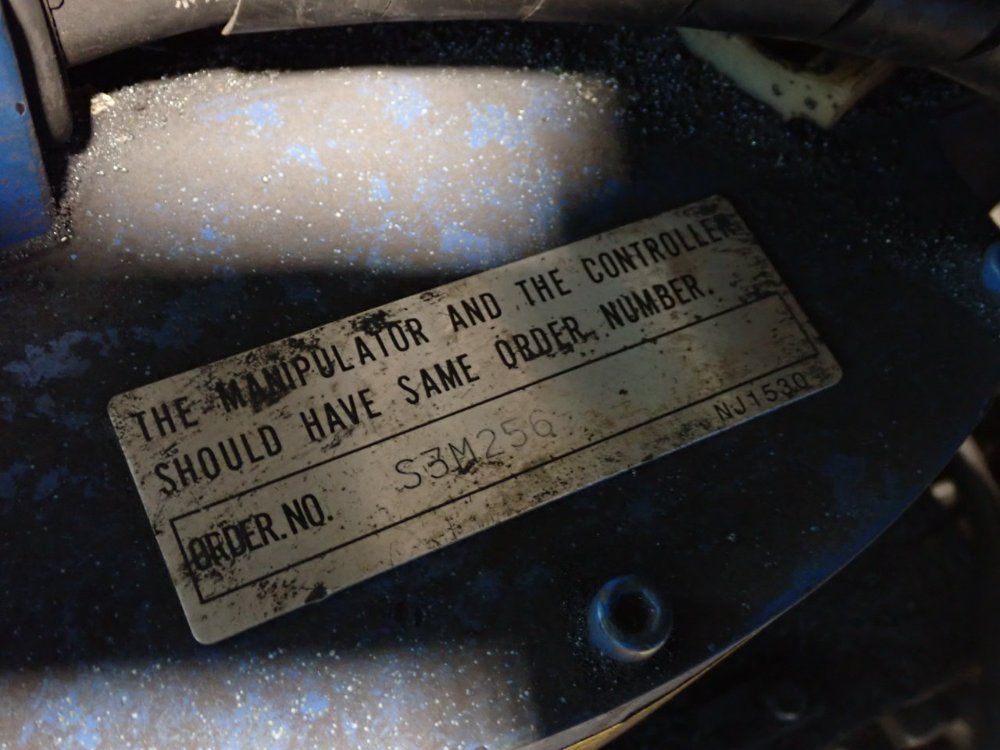 THE MANIPULATOR AND THE CONTROLLER
SHOULD HAVE SAME ORDER NUMBER.
ORDER.NO. S3M256
NJ1530